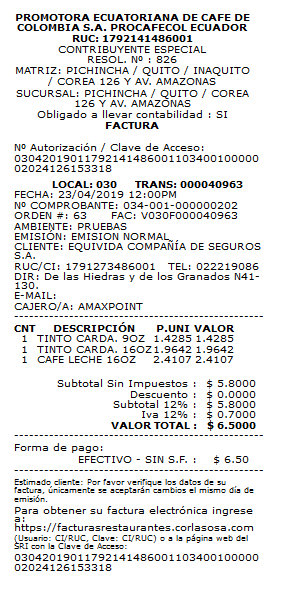 PROMOTORA ECUATORIANA DE CAFE DE
COLOMBIA S.A. PROCAFECOL ECUADOR
RUC: 1792141486001
CONTRIBUYENTE ESPECIAL
RESOL. Nº : 826
MATRIZ: PICHINCHA / QUITO / INAQUITO
/ COREA 126 Y AV. AMAZONAS
SUCURSAL: PICHINCHA / QUITO / COREA
126 Y AV. AMAZONAS
Obligado a llevar contabilidad : SI
FACTURA
Nº Autorización / Clave de Acceso:
03042019011792141486001103400100000
02024126153318
LOCAL: 030 TRANS: 000040963
FECHA: 23/04/2019 12:00PM
Nº COMPROBANTE: 034-001-000000202
ORDEN #: 63 FAC: V030F000040963
AMBIENTE: PRUEBAS
EMISIÓN: EMISION NORMAL
CLIENTE: EQUIVIDA COMPAÑÍA DE SEGUROS
S.A.
RUC/CI: 1791273486001 TEL: 022219086
DIR: De las Hiedras y de los Granados N41-
130.
E-MAIL:
CAJERO/A: AMAXPOINT
------------------------------------------
CNT DESCRIPCIÓN P.UNI VALOR
1 TINTO CARDA. 9OZ 1.4285 1.4285
1 TINTO CARDA. 16OZ 1.9642 1.9642
1 CAFE LECHE 16OZ 2.4107 2.4107
Subtotal Sin Impuestos : $ 5.8000
Descuento : $ 0.0000
Subtotal 12% : $ 5.8000
Iva 12% : $ 0.7000
VALOR TOTAL : $ 6.5000
------------------------------------------
Forma de pago:
EFECTIVO - SIN S.F. : $ 6.50
------------------------------------------
Estimado cliente: Por favor verifique los datos de su
factura, únicamente se aceptarán cambios el mismo día de
emisión.
Para obtener su factura electrónica ingrese
a:
https://facturasrestaurantes.corlasosa.com
(Usuario: CI/RUC, Clave: CI/RUC) o a la página web del
SRI con la Clave de Acceso:
03042019011792141486001103400100000
02024126153318